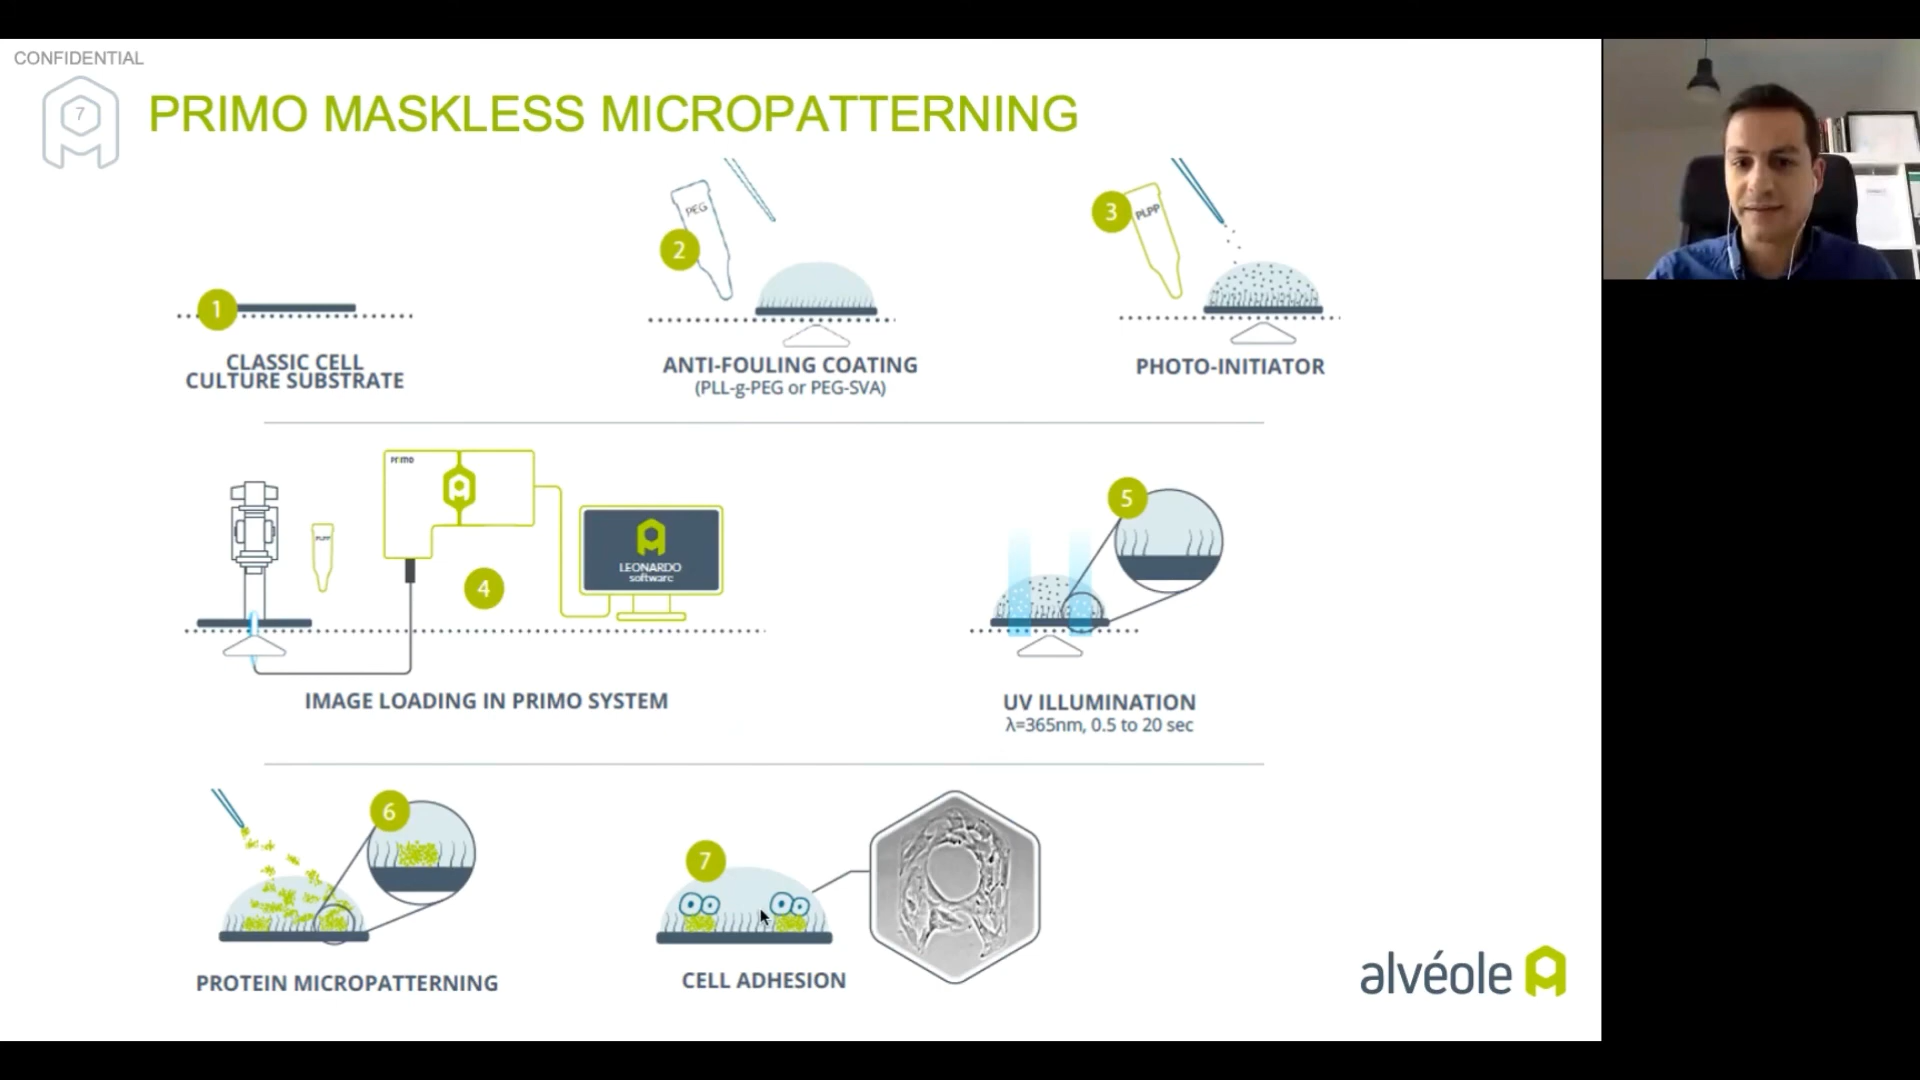 CONFIDENTIAL
7
PRIMO MASKLESS MICROPATTERNING
1
CLASSIC CELL
CULTURE SUBSTRATE
PEG
2
ANTI-FOULING COATING
(PLL-g-PEG or PEG-SVA)
3
PLPP
PHOTO-INITIATOR
PLPP
primo
4
LEONARDO
software
IMAGE LOADING IN PRIMO SYSTEM
5
UV ILLUMINATION
λ=365nm, 0.5 to 20 sec
6
PROTEIN MICROPATTERNING
7
CELL ADHESION
alvéole